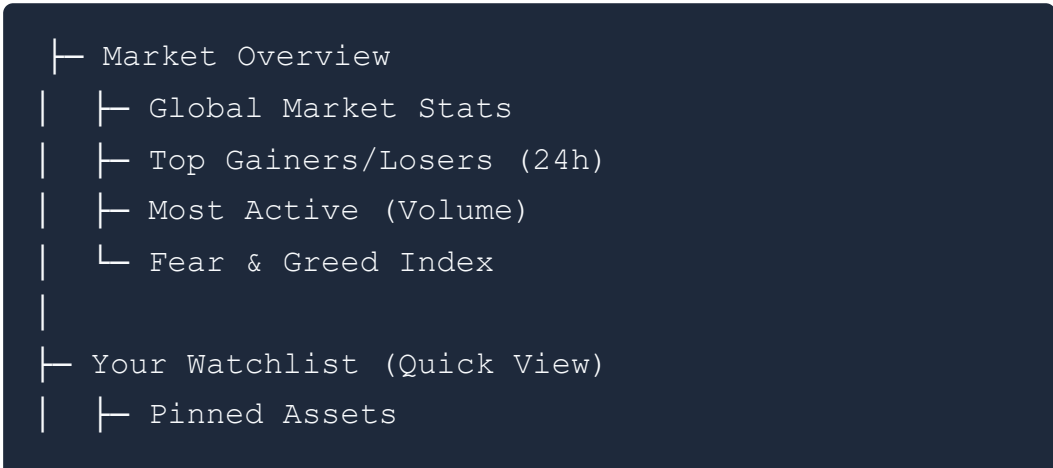 ├─ Market Overview
│  ├─ Global Market Stats
│  ├─ Top Gainers/Losers (24h)
│  ├─ Most Active (Volume)
│  └─ Fear & Greed Index
│
├─ Your Watchlist (Quick View)
│  ├─ Pinned Assets